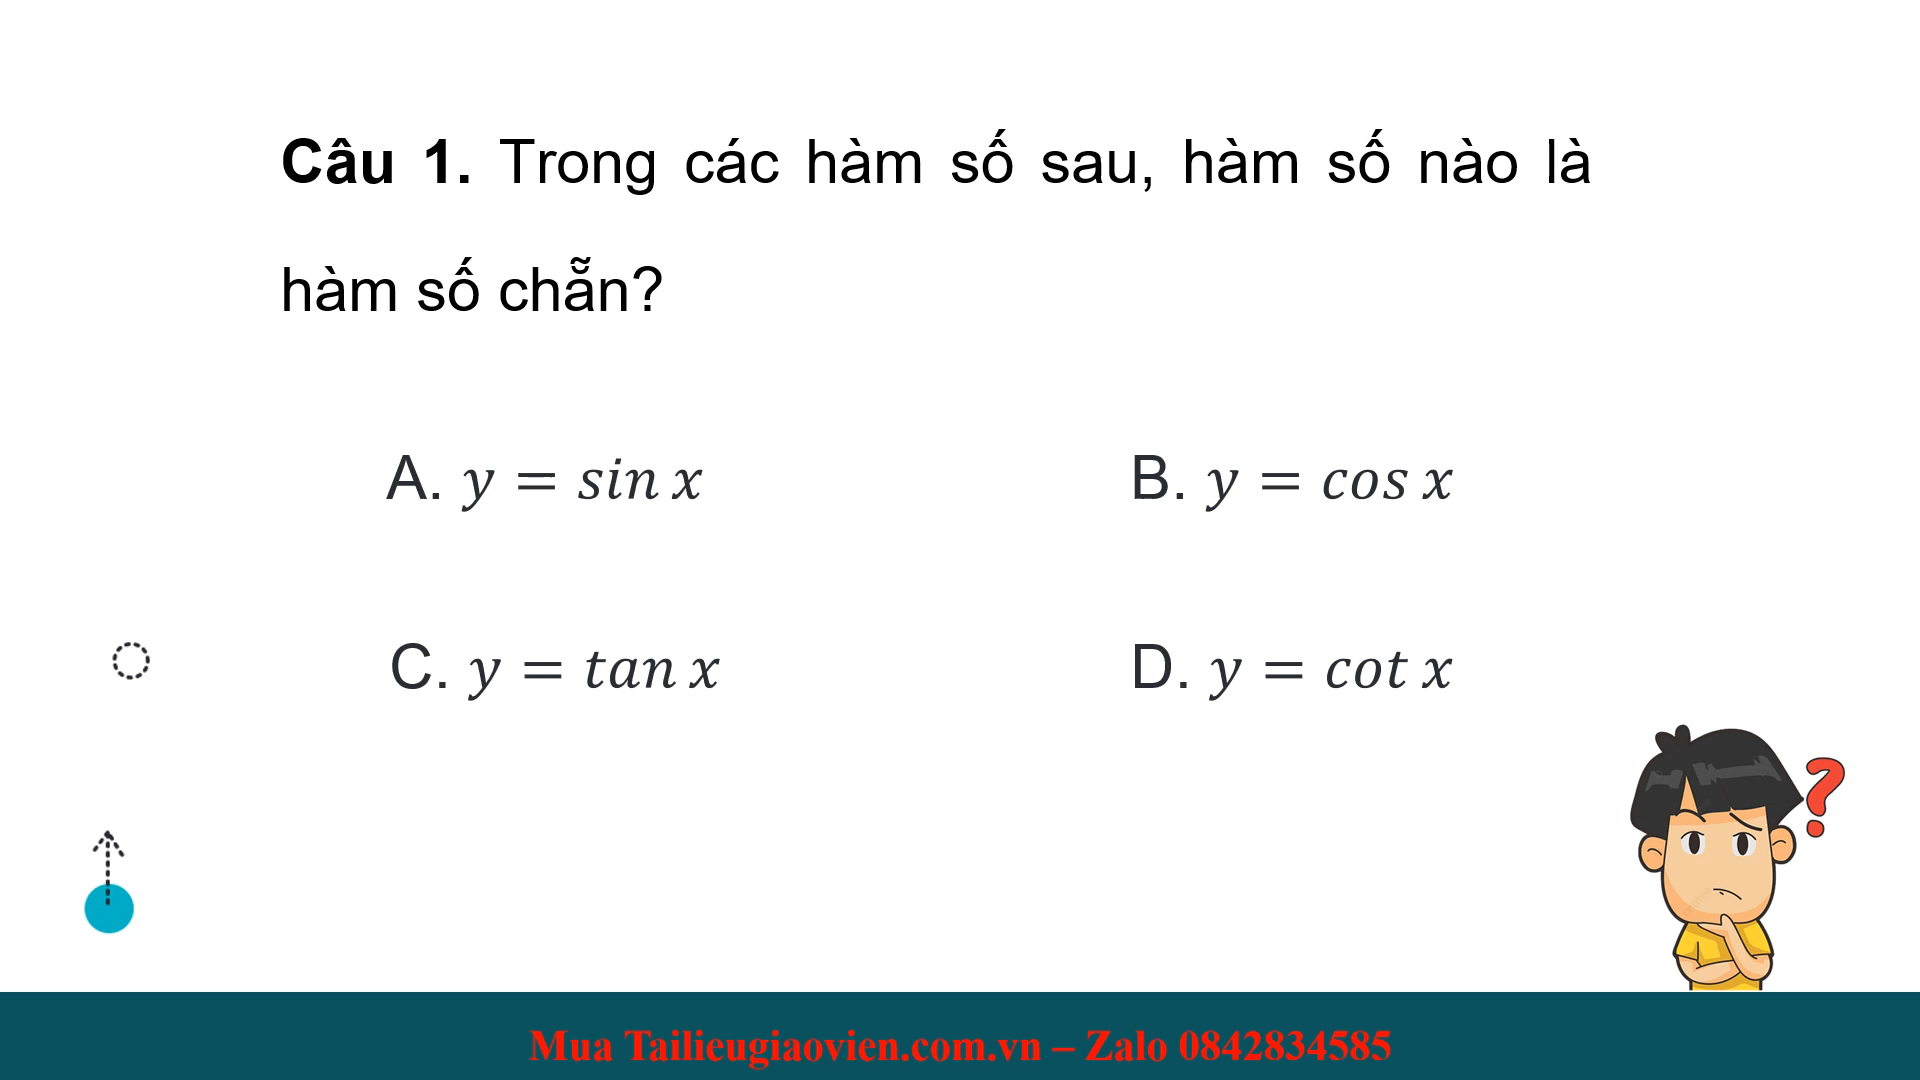 Câu 1. Trong các hàm số sau, hàm số nào là
hàm số chẵn?
A. y = sin x
B. y = cos x
C. y = tan x
D. y = cot x
?
Mua Tailieugiaovien.com.vn – Zalo 0842834585